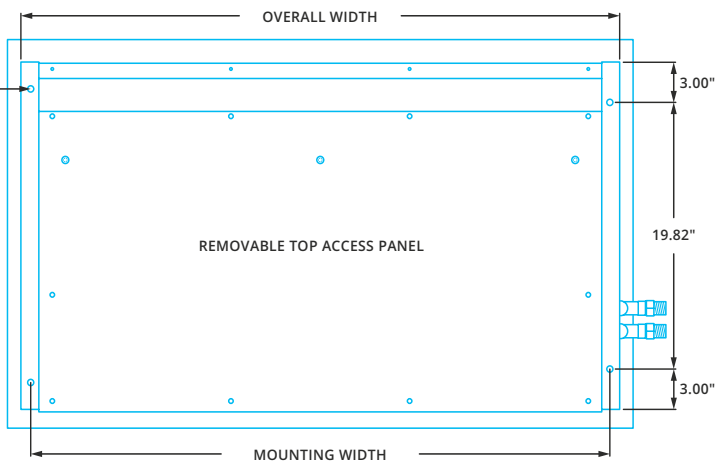 OVERALL WIDTH
3.00"
19.82"
REMOVABLE TOP ACCESS PANEL
3.00"
MOUNTING WIDTH